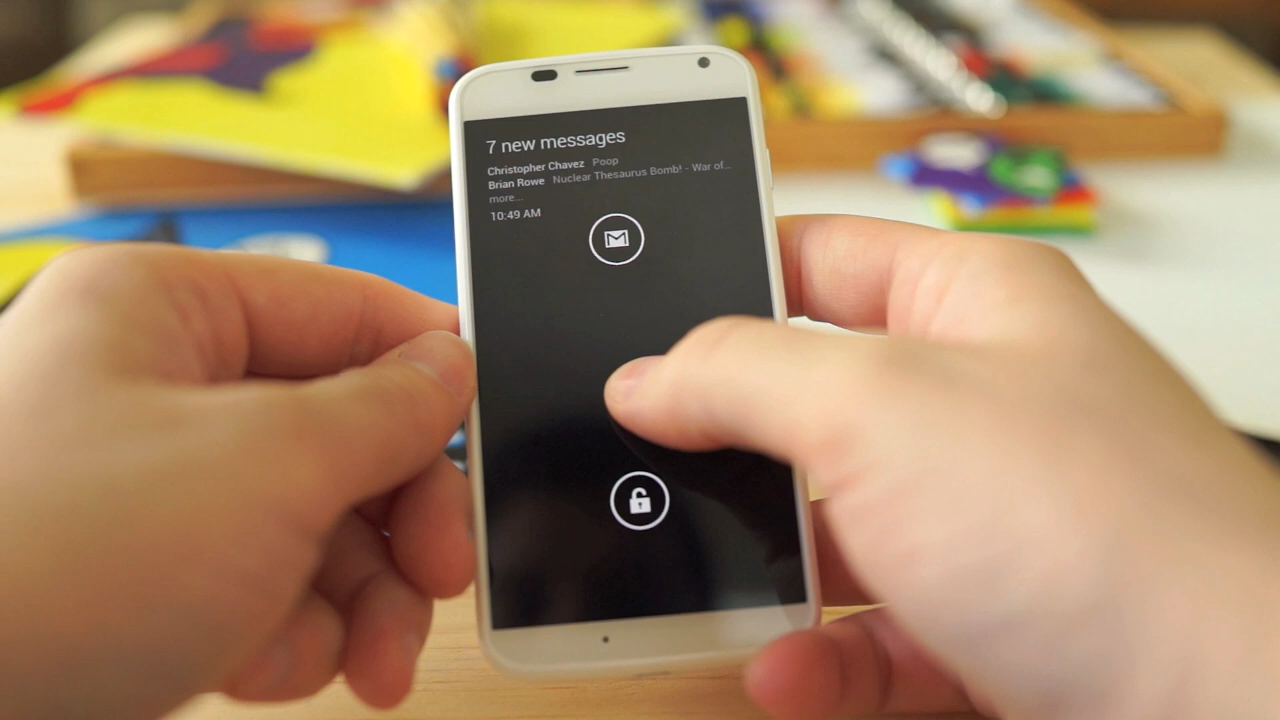 7 new messages
Christopher Chavez Poop
Brian Rowe Nuclear Thesaurus Bomb! - War of...
more...
10:49 AM